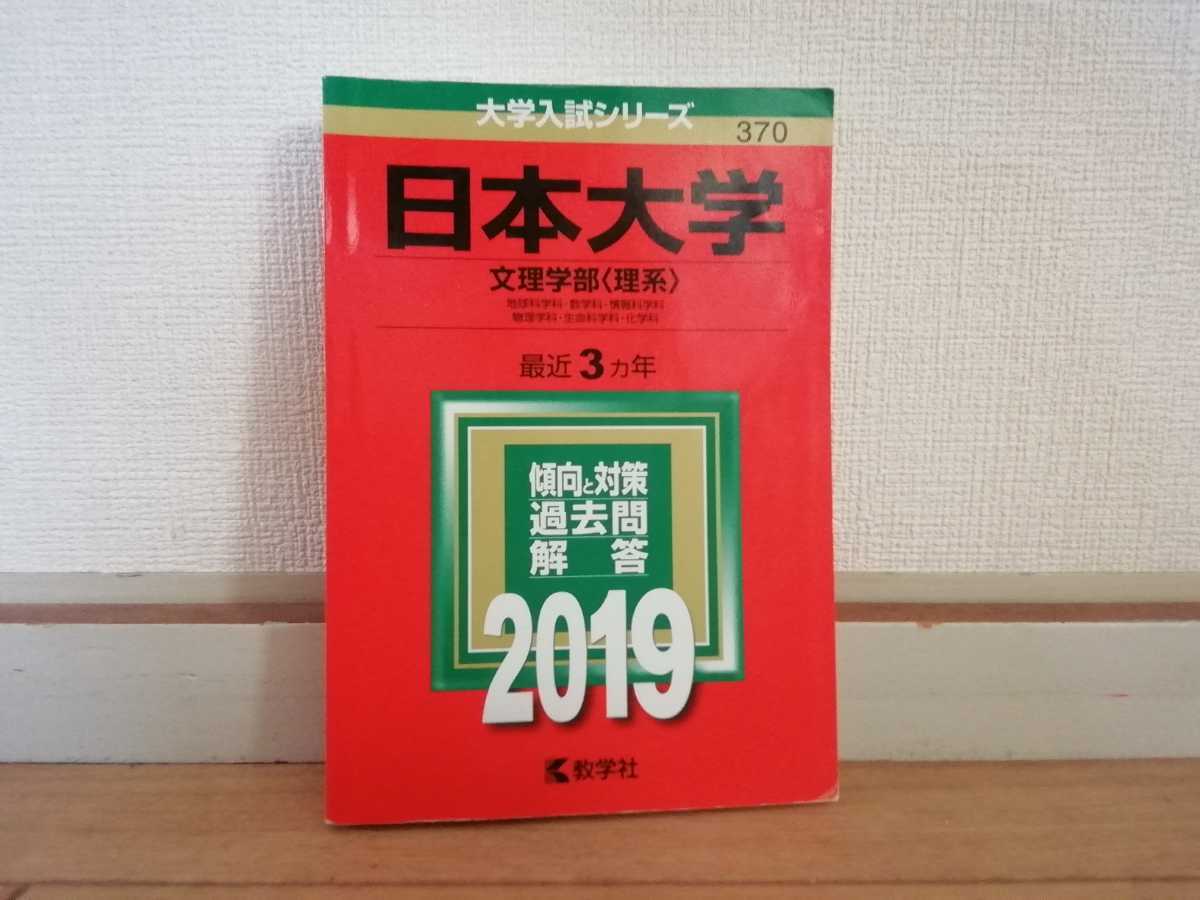 大学入試シリーズ
370
日本大学
文理学部〈理系〉
地球科学科・数学科・情報科学科
物理学科・生命科学科・化学科
最近3カ年
傾向と対策
過去問
解答
2019
教学社